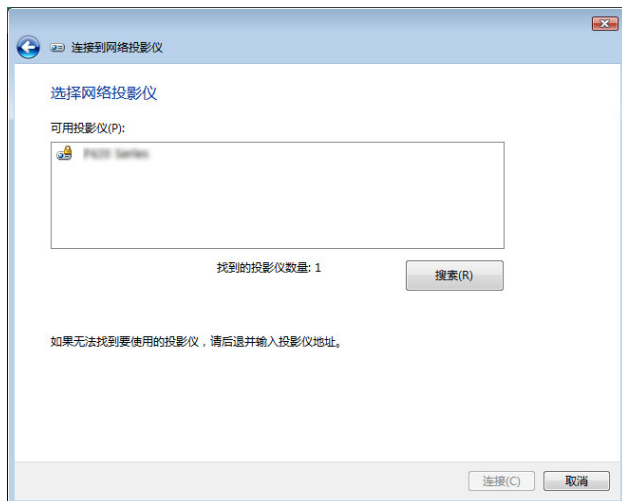 连接到网络投影仪
选择网络投影仪
可用投影仪(P):
找到的投影仪数量: 1
搜素(R)
如果无法找到要使用的投影仪，请后退并输入投影仪地址。
连接(C)
取消